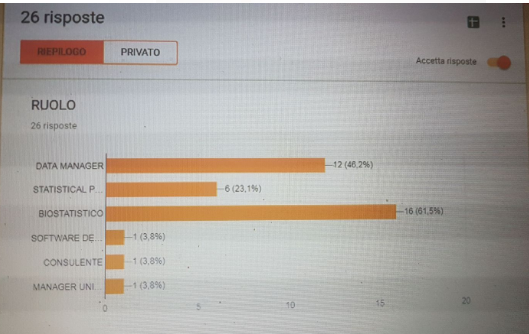 26 risposte
RIEPILOGO
PRIVATO
Accetta risposte
RUOLO
26 risposte
DATA MANAGER
12 (46,2%)
STATISTICAL P...
6 (23,1%)
BIOSTATISTICO
16 (61,5%)
SOFTWARE DE...
1 (3,8%)
CONSULENTE
1 (3,8%)
MANAGER UNI...
1 (3,8%)
0
5
10
15
20